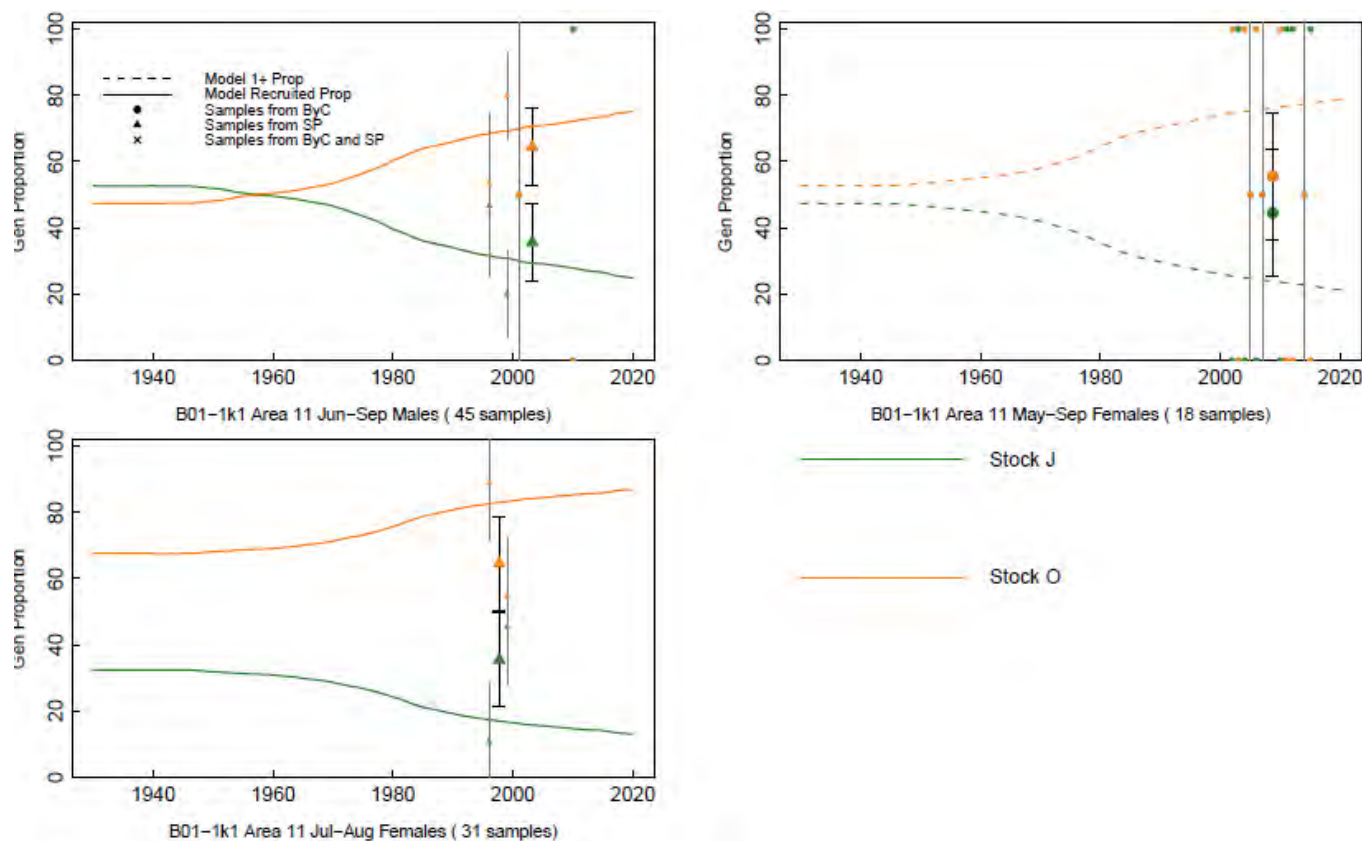 100
80
60
40
20
0
Gen Proportion
Model 1+ Prop
Model Recruited Prop
Samples from ByC
Samples from SP
Samples from ByC and SP
1940 1960 1980 2000 2020
B01-1k1 Area 11 Jun-Sep Males ( 45 samples)
100
80
60
40
20
0
Gen Proportion
1940 1960 1980 2000 2020
B01-1k1 Area 11 May-Sep Females ( 18 samples)
100
80
60
40
20
0
Gen Proportion
1940 1960 1980 2000 2020
B01-1k1 Area 11 Jul-Aug Females ( 31 samples)
Stock J
Stock O